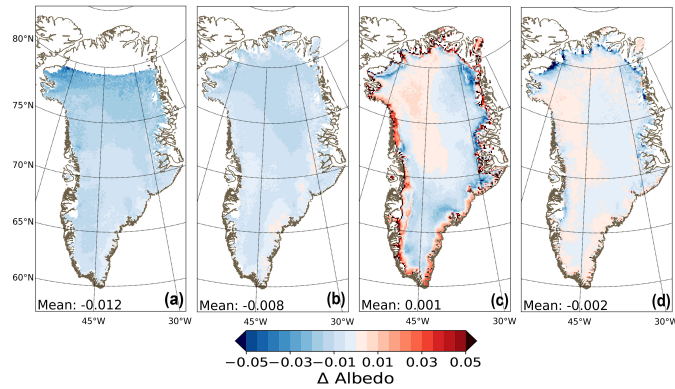 80°N
75°N
70°N
65°N
60°N
Mean: -0.012 (a)
Mean: -0.008 (b)
Mean: 0.001 (c)
Mean: -0.002 (d)
45°W 30°W 45°W 30°W 45°W 30°W 45°W 30°W
−0.05 −0.03 −0.01 0.01 0.03 0.05
Δ Albedo